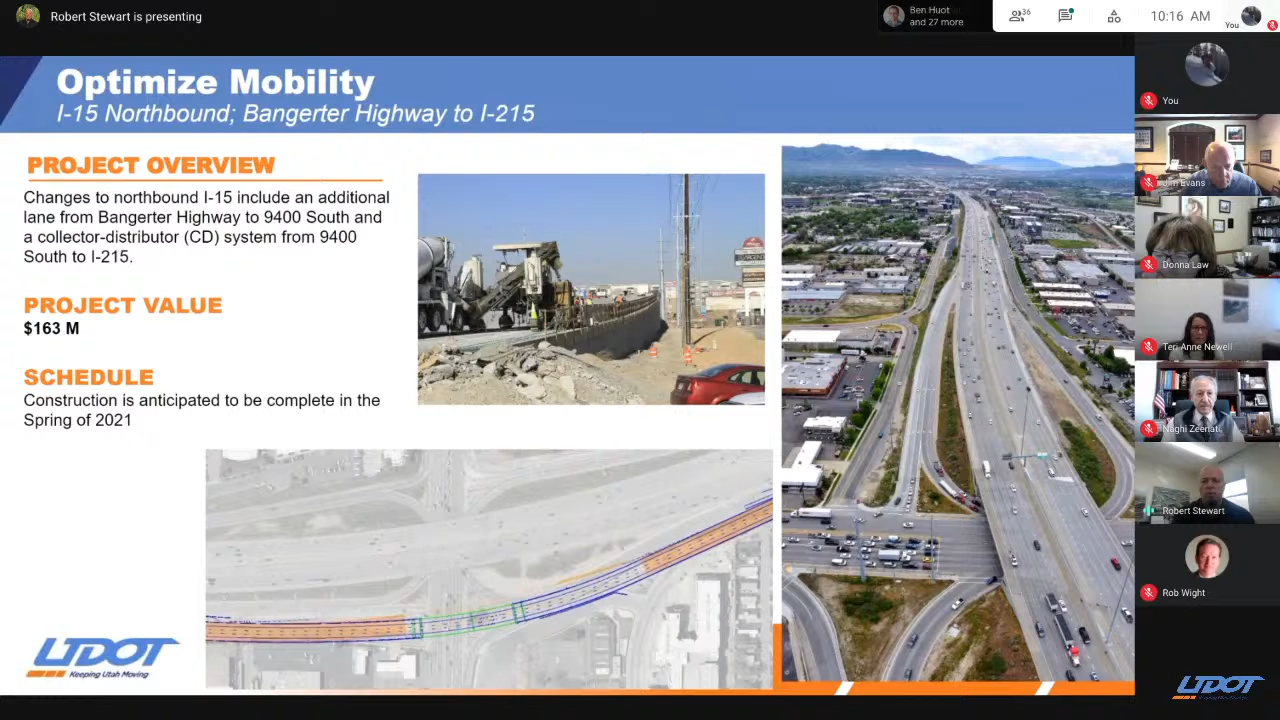 Robert Stewart is presenting
Ben Huot
and 27 more
36
10:16 AM
You
Optimize Mobility
I-15 Northbound; Bangerter Highway to I-215
PROJECT OVERVIEW
Changes to northbound I-15 include an additional
lane from Bangerter Highway to 9400 South and
a collector-distributor (CD) system from 9400
South to I-215.
PROJECT VALUE
$163 M
SCHEDULE
Construction is anticipated to be complete in the
Spring of 2021
UDOT
Keeping Utah Moving
You
Jim Evans
Donna Law
Teri Anne Newell
Naghi Zeenati
Robert Stewart
Rob Wight
UDOT